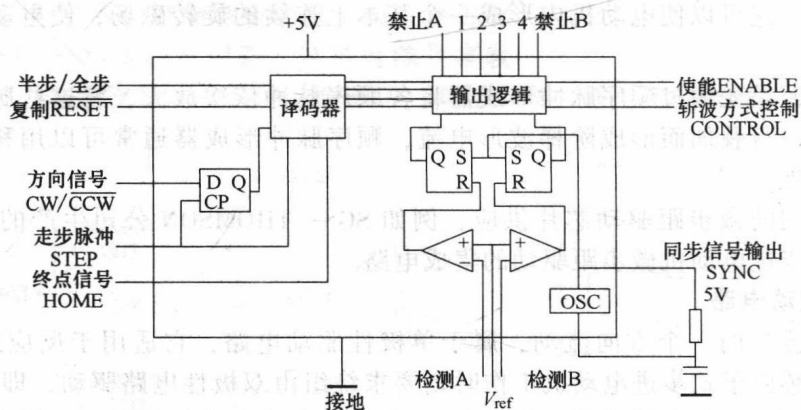 +5V
禁止A 1 2 3 4 禁止B
半步/全步
复制RESET
译码器
输出逻辑
使能ENABLE
斩波方式控制
CONTROL
方向信号
CW/CCW
D Q
CP
Q S
R
S Q
R
走步脉冲
STEP
终点信号
HOME
+
+
OSC
同步信号输出
SYNC
5V
接地
检测A
Vref
检测B